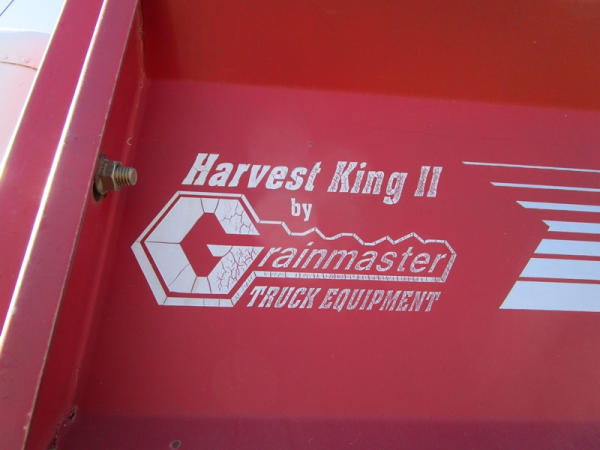 Harvest King II
by
Grainmaster
TRUCK EQUIPMENT